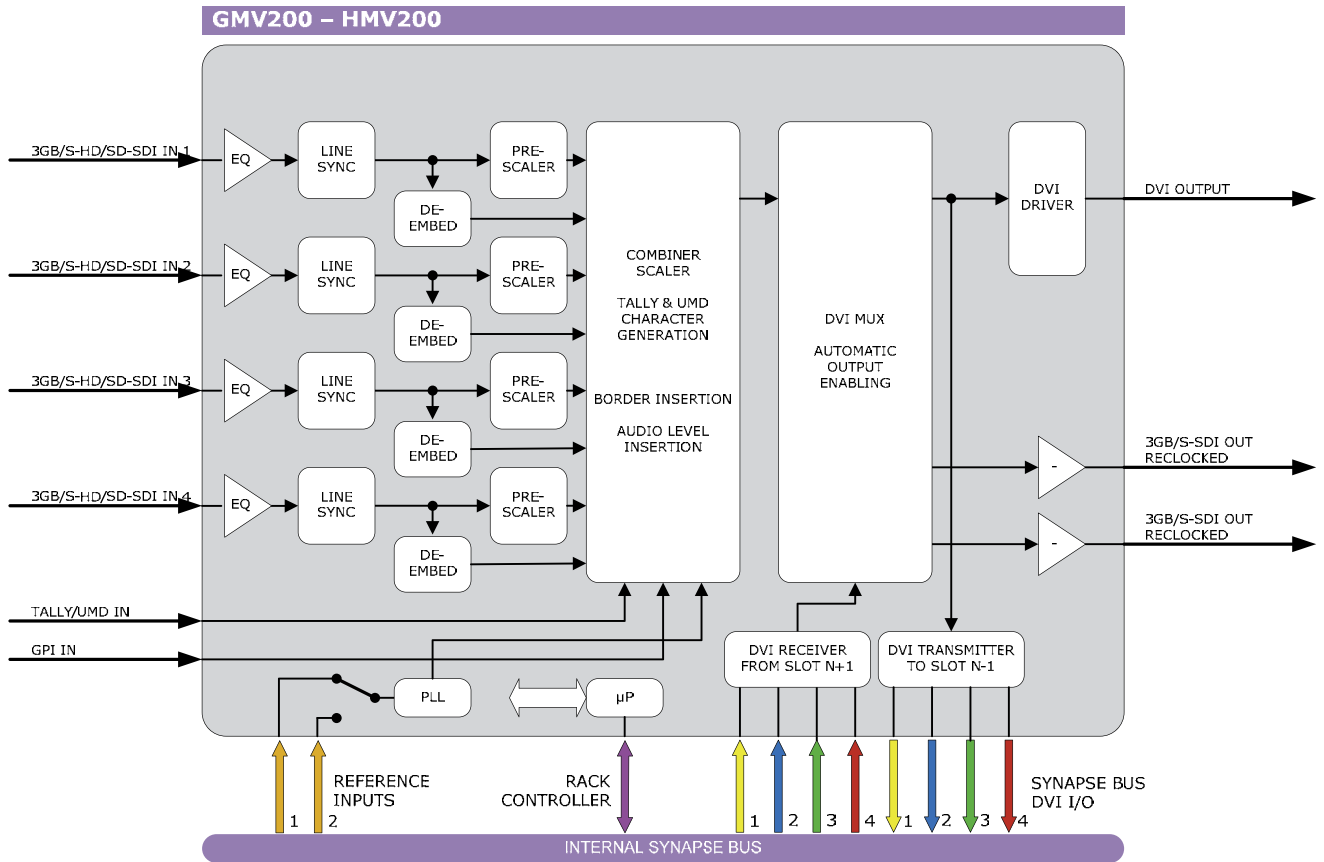 GMV200 – HMV200
3GB/S-HD/SD-SDI IN 1
EQ
LINE
SYNC
PRE-
SCALER
DE-
EMBED
3GB/S-HD/SD-SDI IN 2
EQ
LINE
SYNC
PRE-
SCALER
DE-
EMBED
3GB/S-HD/SD-SDI IN 3
EQ
LINE
SYNC
PRE-
SCALER
DE-
EMBED
3GB/S-HD/SD-SDI IN 4
EQ
LINE
SYNC
PRE-
SCALER
DE-
EMBED
COMBINER
SCALER
TALLY & UMD
CHARACTER
GENERATION
BORDER INSERTION
AUDIO LEVEL
INSERTION
DVI MUX
AUTOMATIC
OUTPUT
ENABLING
DVI
DRIVER
DVI OUTPUT
-
3GB/S-SDI OUT
RECLOCKED
-
3GB/S-SDI OUT
RECLOCKED
TALLY/UMD IN
GPI IN
PLL
µP
DVI RECEIVER
FROM SLOT N+1
DVI TRANSMITTER
TO SLOT N-1
1
2
REFERENCE
INPUTS
RACK
CONTROLLER
1
2
3
4
1
2
3
4
SYNAPSE BUS
DVI I/O
INTERNAL SYNAPSE BUS